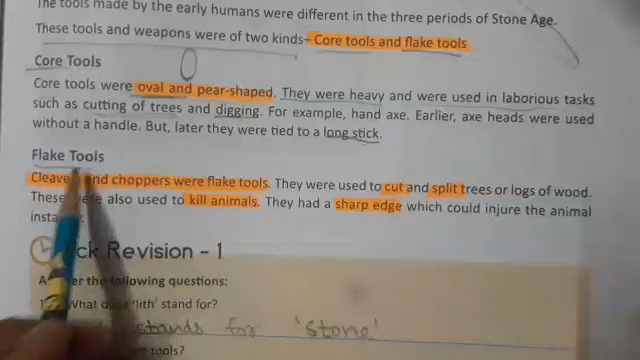 The tools made by the early humans were different in the three periods of Stone Age.
These tools and weapons were of two kinds– Core tools and flake tools
Core Tools
Core tools were oval and pear-shaped. They were heavy and were used in laborious tasks
such as cutting of trees and digging. For example, hand axe. Earlier, axe heads were used
without a handle. But, later they were tied to a long stick.
Flake Tools
and choppers were flake tools. They were used to cut and split trees or logs of wood.
also used to kill animals. They had a sharp edge which could injure the animal
Revision - 1
the following questions:
What 'lith' stand for?
stands for 'stone'
tools?